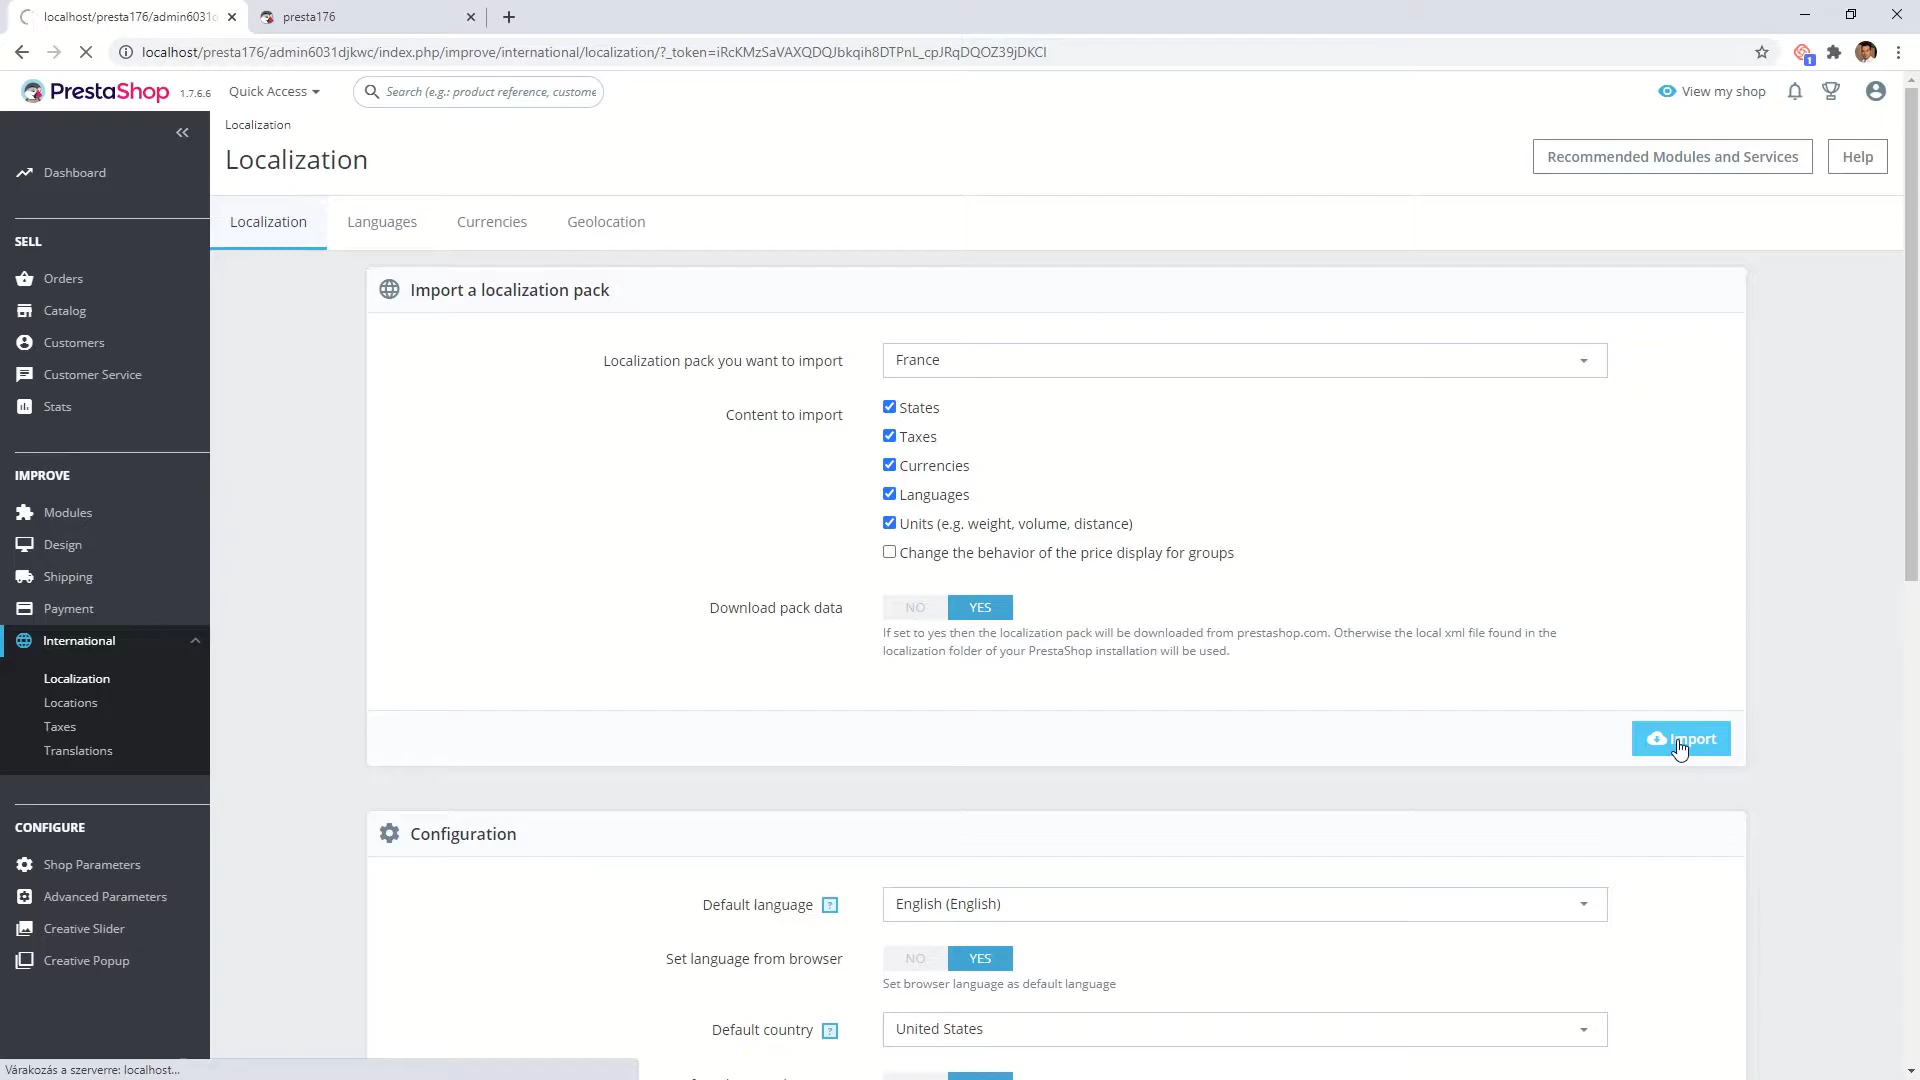 localhost/presta176/admin6031d
presta176
localhost/presta176/admin6031djkwc/index.php/improve/international/localization/?_token=iRcKMzSaVAXQDQJbkqih8DTPnL_cpJRqDQOZ39jDKCI
1
PrestaShop 1.7.6.6
Quick Access
Search (e.g.: product reference, custome
View my shop
Localization
Localization
Recommended Modules and Services
Help
Localization
Languages
Currencies
Geolocation
Dashboard
SELL
Orders
Catalog
Customers
Customer Service
Stats
IMPROVE
Modules
Design
Shipping
Payment
International
Localization
Locations
Taxes
Translations
CONFIGURE
Shop Parameters
Advanced Parameters
Creative Slider
Creative Popup
Import a localization pack
Localization pack you want to import
France
Content to import
States
Taxes
Currencies
Languages
Units (e.g. weight, volume, distance)
Change the behavior of the price display for groups
Download pack data
NO YES
If set to yes then the localization pack will be downloaded from prestashop.com. Otherwise the local xml file found in the
localization folder of your PrestaShop installation will be used.
Import
Configuration
Default language ?
English (English)
Set language from browser
NO YES
Set browser language as default language
Default country ?
United States
Várakozás a szerverre: localhost...